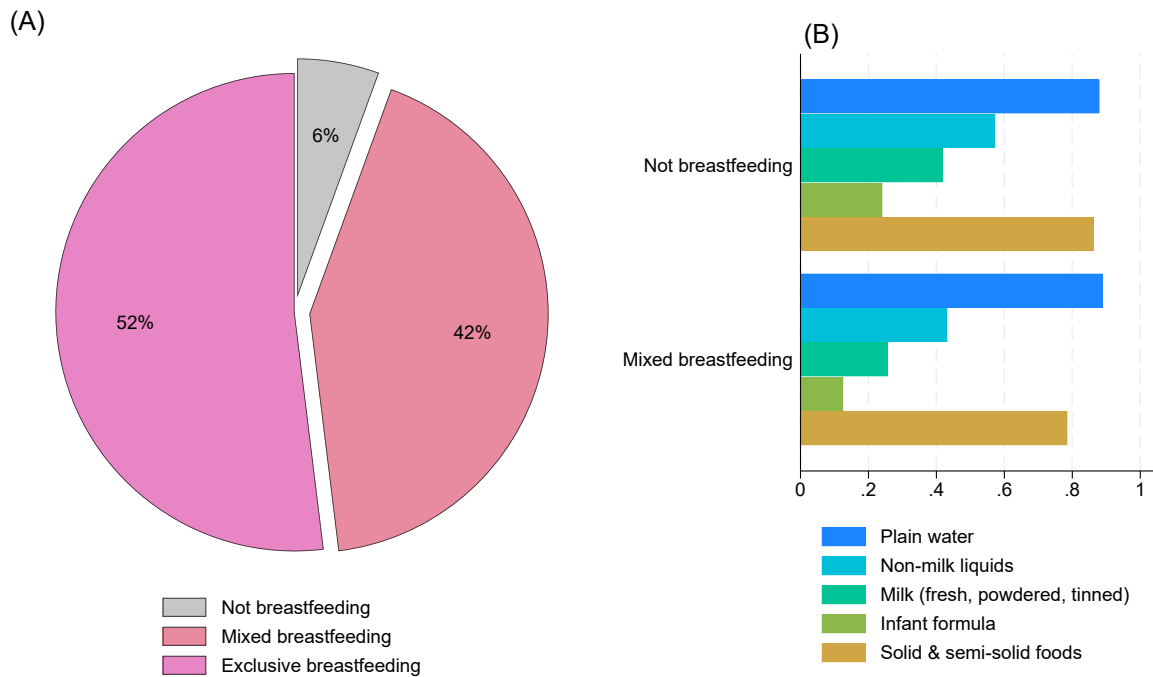 (A)
6%
52%
42%
Not breastfeeding
Mixed breastfeeding
Exclusive breastfeeding
(B)
Not breastfeeding
Mixed breastfeeding
0 .2 .4 .6 .8 1
Plain water
Non-milk liquids
Milk (fresh, powdered, tinned)
Infant formula
Solid & semi-solid foods